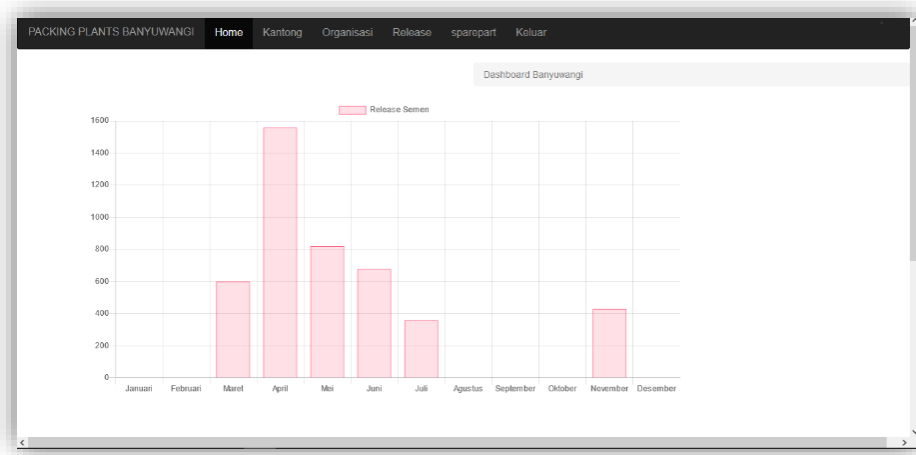 PACKING PLANTS BANYUWANGI Home Kantong Organisasi Release sparepart Keluar
Dashboard Banyuwangi
Release Semen
1600
1400
1200
1000
800
600
400
200
0
Januari Februari Maret April Mei Juni Juli Agustus September Oktober November Desember